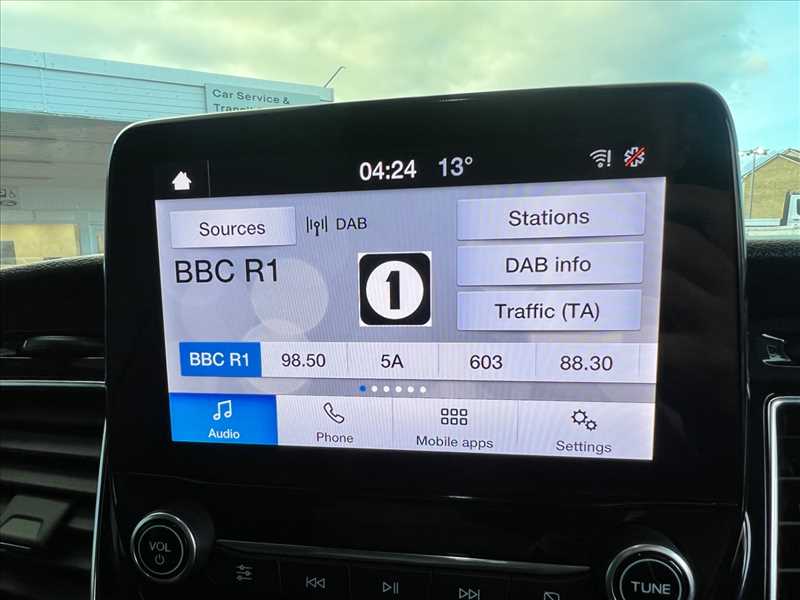 Car Service &
04:24 13°
Sources
DAB
Stations
BBC R1
1
DAB info
Traffic (TA)
BBC R1 98.50 5A 603 88.30
Audio
Phone
Mobile apps
Settings
VOL
TUNE